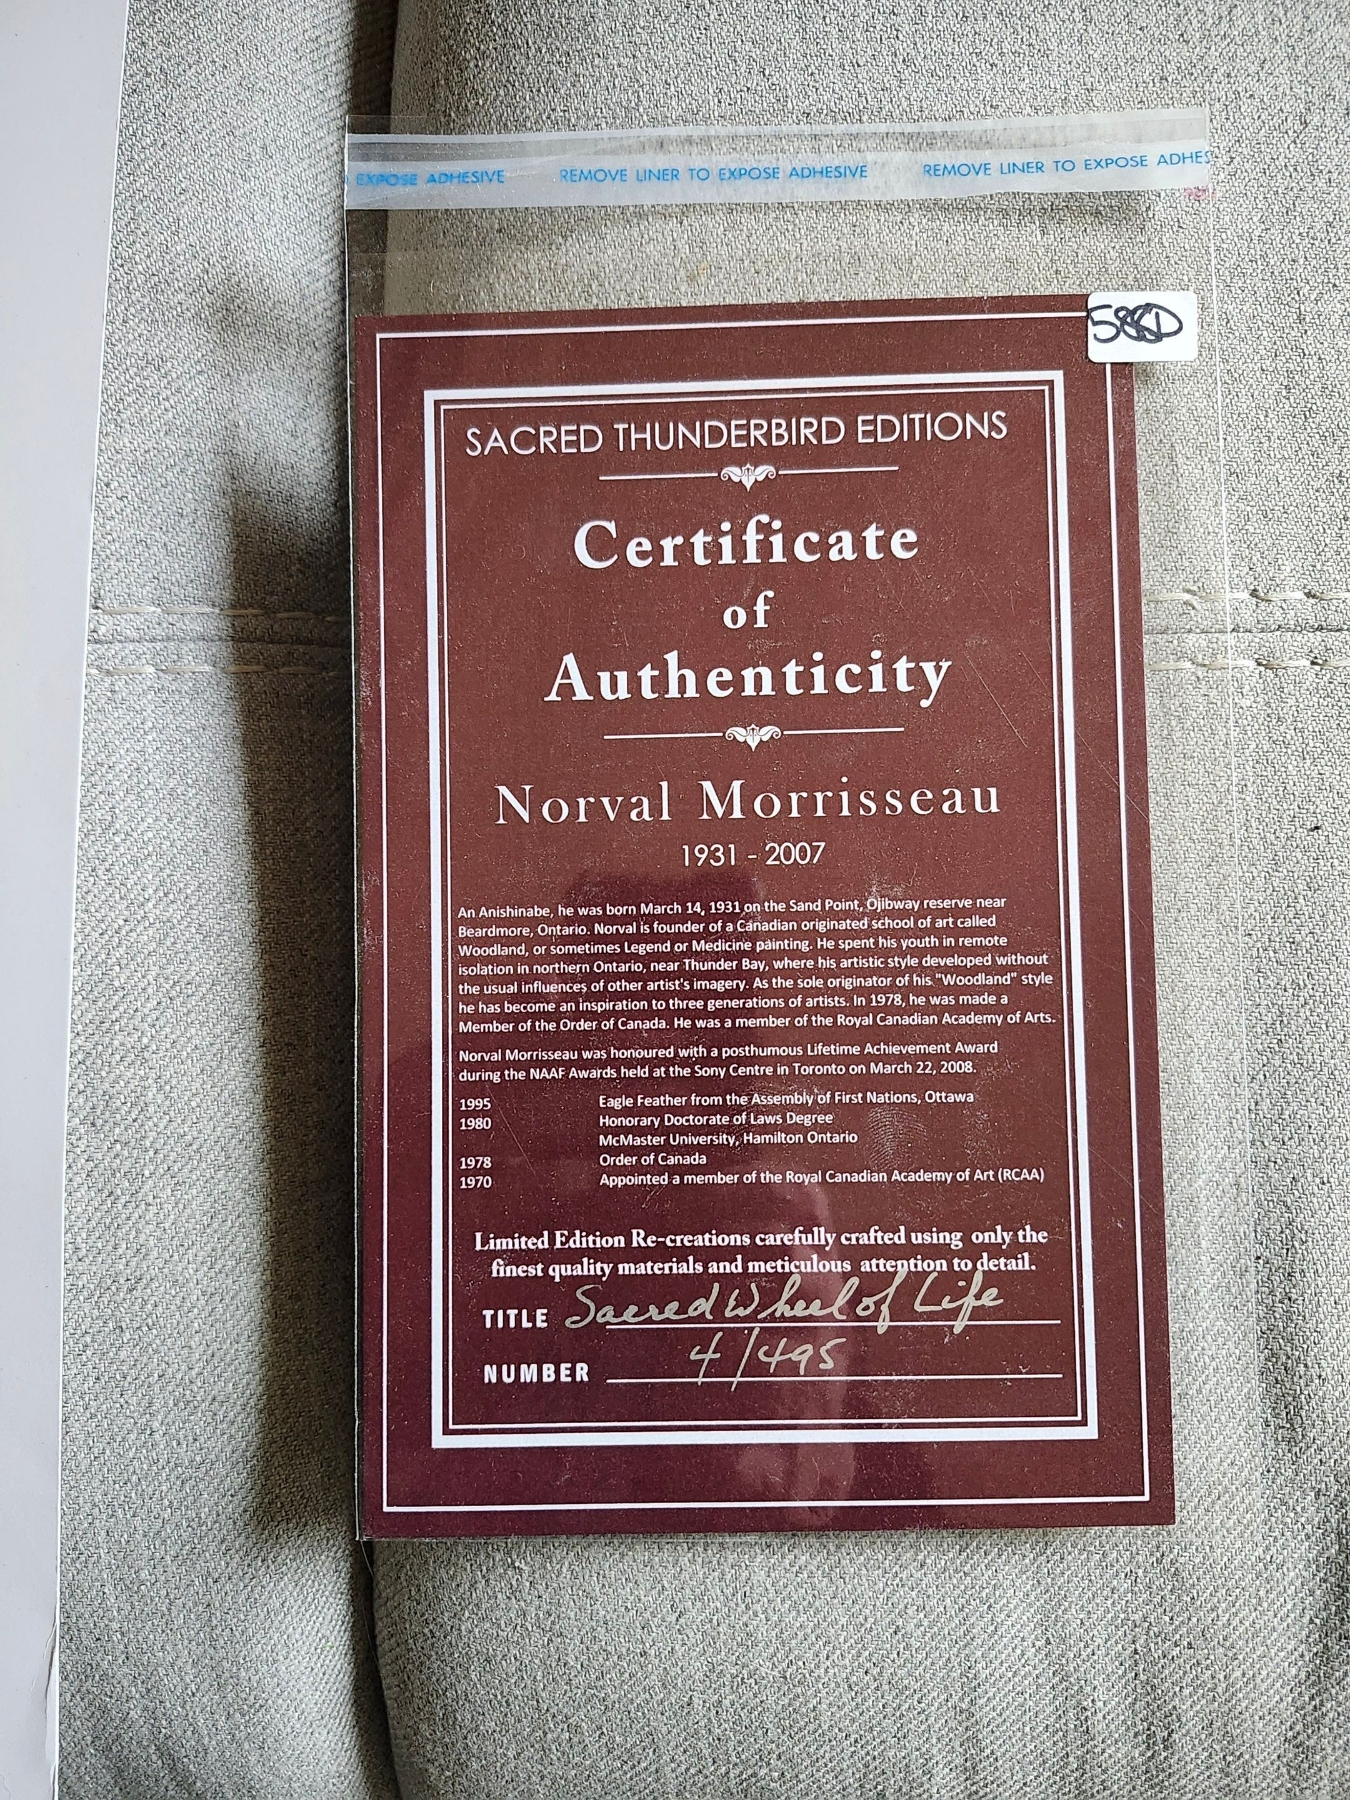 EXPOSE ADHESIVE REMOVE LINER TO EXPOSE ADHESIVE REMOVE LINER TO EXPOSE ADHES
SACRED THUNDERBIRD EDITIONS
Certificate
of
Authenticity
Norval Morrisseau
1931 - 2007
An Anishinabe, he was born March 14, 1931 on the Sand Point, Ojibway reserve near
Beardmore, Ontario. Norval is founder of a Canadian originated school of art called
Woodland, or sometimes Legend or Medicine painting. He spent his youth in remote
isolation in northern Ontario, near Thunder Bay, where his artistic style developed without
the usual influences of other artist's imagery. As the sole originator of his "Woodland" style
he has become an inspiration to three generations of artists. In 1978, he was made a
Member of the Order of Canada. He was a member of the Royal Canadian Academy of Arts.
Norval Morrisseau was honoured with a posthumous Lifetime Achievement Award
during the NAAF Awards held at the Sony Centre in Toronto on March 22, 2008.
1995 Eagle Feather from the Assembly of First Nations, Ottawa
1980 Honorary Doctorate of Laws Degree
McMaster University, Hamilton Ontario
1978 Order of Canada
1970 Appointed a member of the Royal Canadian Academy of Art (RCAA)
Limited Edition Re-creations carefully crafted using only the
finest quality materials and meticulous attention to detail.
TITLE Sacred Wheel of Life
NUMBER 4/495